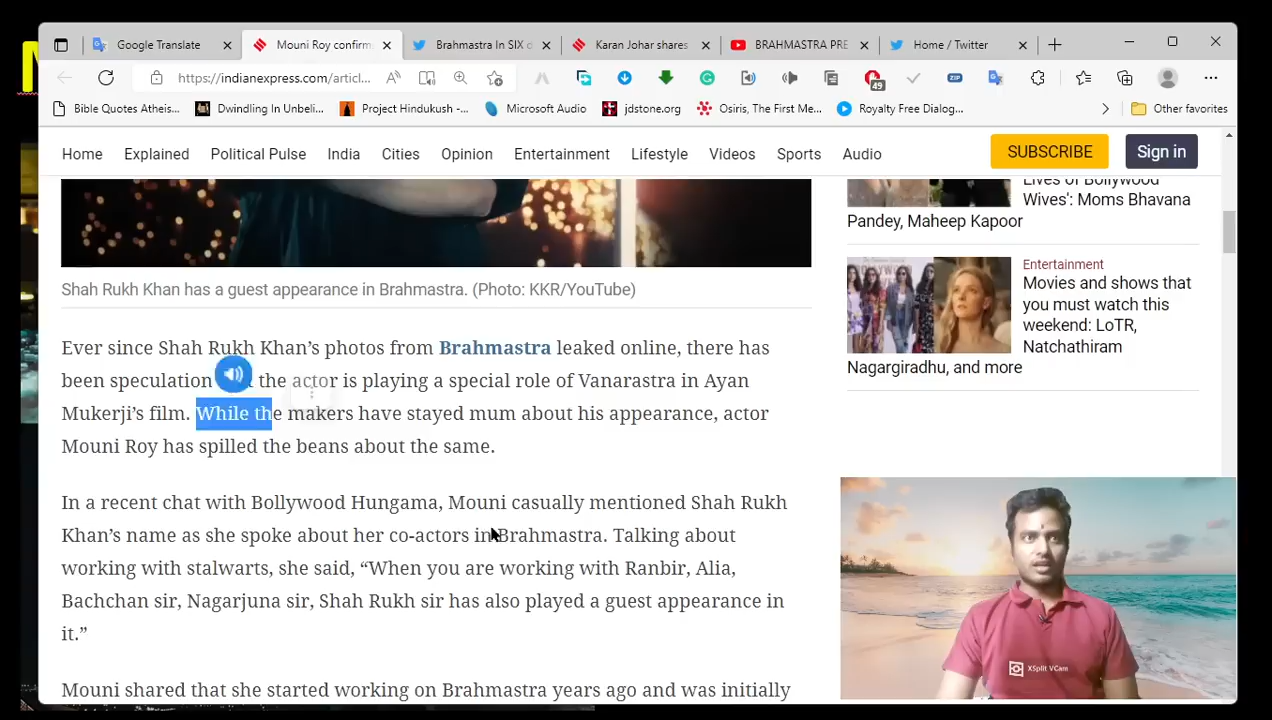 Google Translate
Mouni Roy confirm
Brahmastra In SIX d
Karan Johar shares
BRAHMASTRA PRE
Home / Twitter
https://indianexpress.com/articl...
49
ZIP
Bible Quotes Atheis...
Dwindling In Unbeli...
Project Hindukush -...
Microsoft Audio
jdstone.org
Osiris, The First Me...
Royalty Free Dialog...
Other favorites
Home Explained Political Pulse India Cities Opinion Entertainment Lifestyle Videos Sports Audio
SUBSCRIBE
Sign in
Shah Rukh Khan has a guest appearance in Brahmastra. (Photo: KKR/YouTube)
Ever since Shah Rukh Khan’s photos from Brahmastra leaked online, there has
been speculation the actor is playing a special role of Vanarastra in Ayan
Mukerji’s film. While the makers have stayed mum about his appearance, actor
Mouni Roy has spilled the beans about the same.
In a recent chat with Bollywood Hungama, Mouni casually mentioned Shah Rukh
Khan’s name as she spoke about her co-actors in Brahmastra. Talking about
working with stalwarts, she said, “When you are working with Ranbir, Alia,
Bachchan sir, Nagarjuna sir, Shah Rukh sir has also played a guest appearance in
it.”
Mouni shared that she started working on Brahmastra years ago and was initially
Lives of Bollywood
Wives': Moms Bhavana
Pandey, Maheep Kapoor
Entertainment
Movies and shows that
you must watch this
weekend: LoTR,
Natchathiram
Nagargiradhu, and more
XSplit VCam